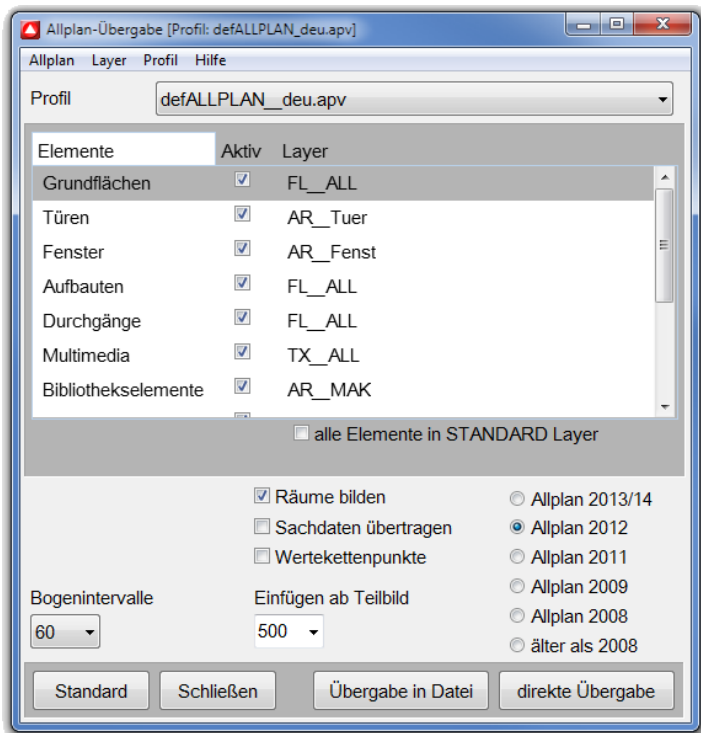 Allplan-Übergabe [Profil: defALLPLAN_deu.apv]
Allplan Layer Profil Hilfe
Profil defALLPLAN__deu.apv
Elemente Aktiv Layer
Grundflächen FL__ALL
Türen AR__Tuer
Fenster AR__Fenst
Aufbauten FL__ALL
Durchgänge FL__ALL
Multimedia TX__ALL
Bibliothekselemente AR__MAK
alle Elemente in STANDARD Layer
Räume bilden
Sachdaten übertragen
Wertekettenpunkte
Allplan 2013/14
Allplan 2012
Allplan 2011
Allplan 2009
Allplan 2008
älter als 2008
Bogenintervalle
60
Einfügen ab Teilbild
500
Standard Schließen Übergabe in Datei direkte Übergabe